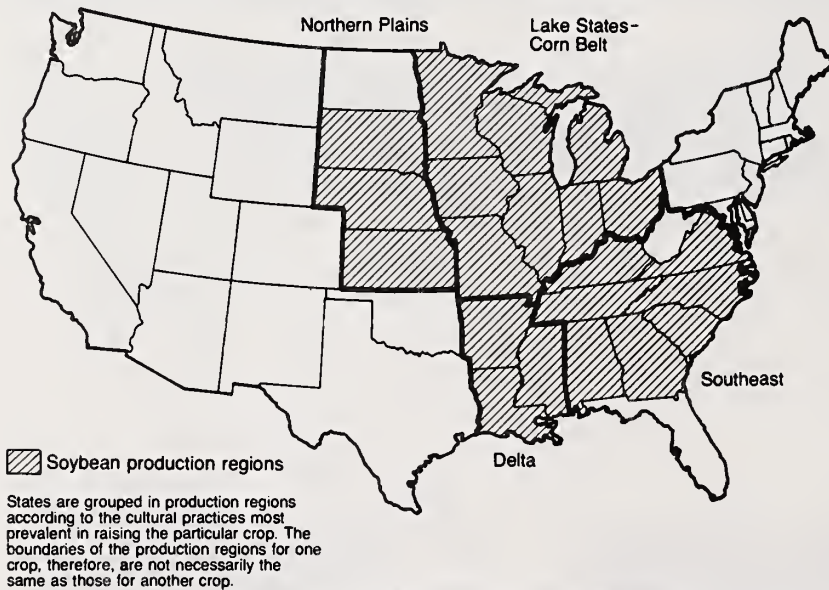 Northern Plains
Lake States-
Corn Belt
Southeast
Delta
Soybean production regions
States are grouped in production regions
according to the cultural practices most
prevalent in raising the particular crop. The
boundaries of the production regions for one
crop, therefore, are not necessarily the
same as those for another crop.